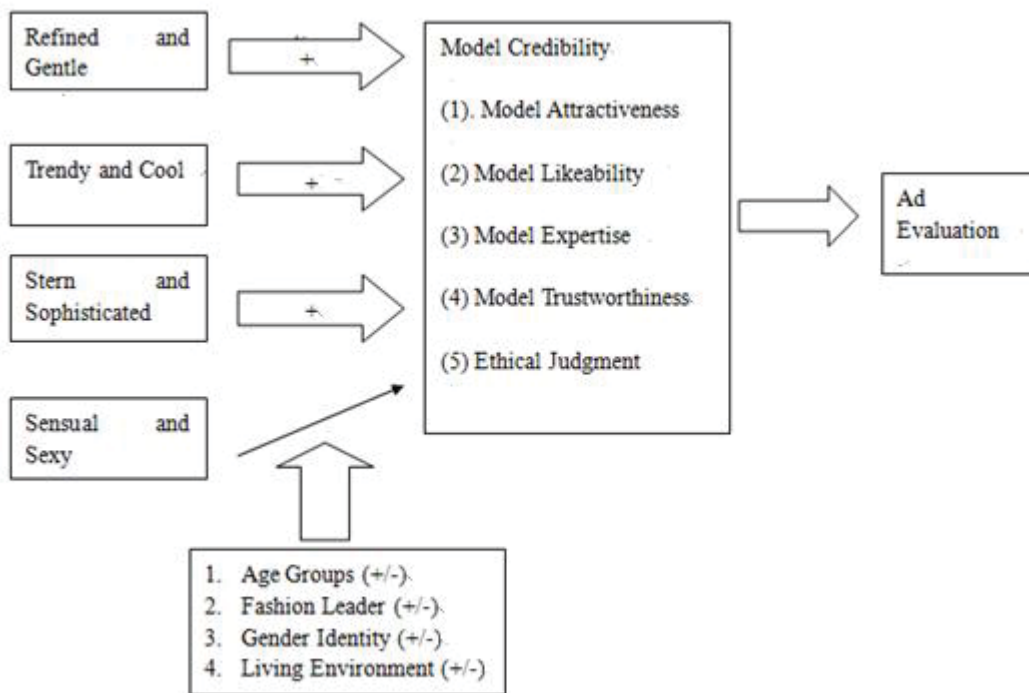 Refined and
Gentle
+
Trendy and Cool
+
Stern and
Sophisticated
+
Sensual and
Sexy
Model Credibility
(1). Model Attractiveness
(2) Model Likeability
(3) Model Expertise
(4) Model Trustworthiness
(5) Ethical Judgment
Ad
Evaluation
1. Age Groups (+/-)
2. Fashion Leader (+/-)
3. Gender Identity (+/-)
4. Living Environment (+/-)